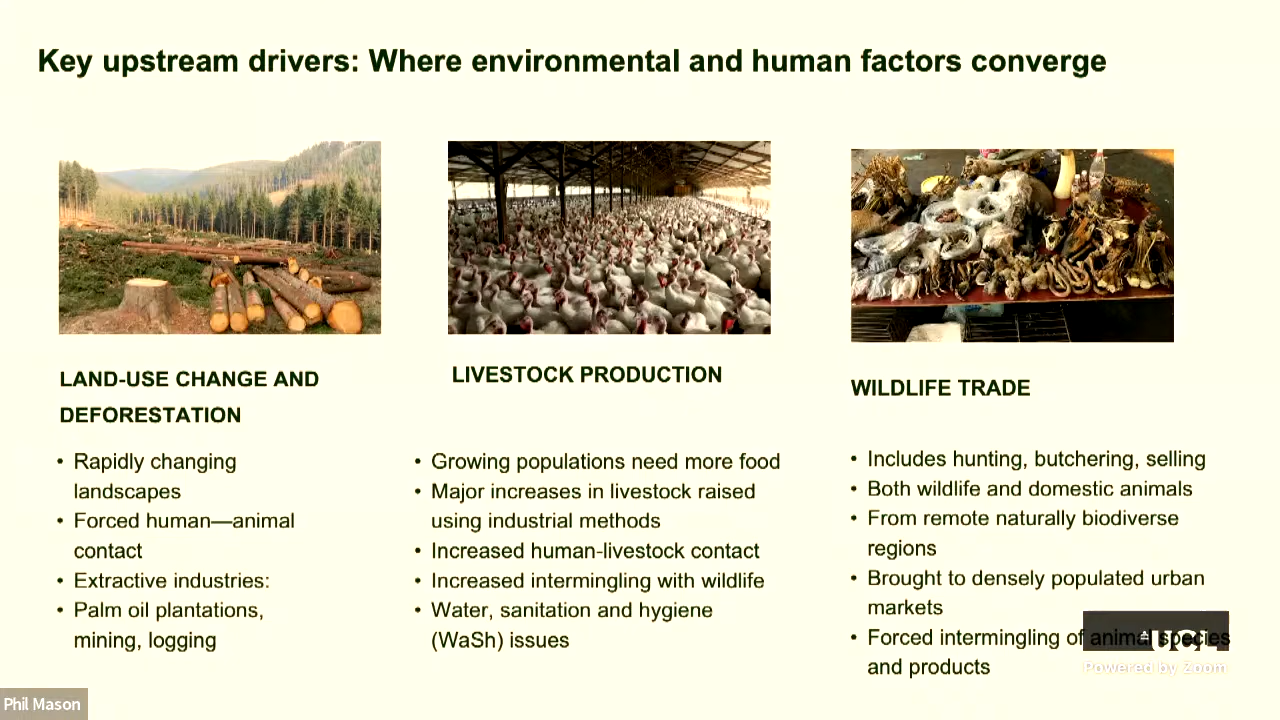 Key upstream drivers: Where environmental and human factors converge
LAND-USE CHANGE AND
DEFORESTATION
• Rapidly changing
landscapes
• Forced human—animal
contact
• Extractive industries:
• Palm oil plantations,
mining, logging
LIVESTOCK PRODUCTION
• Growing populations need more food
• Major increases in livestock raised
using industrial methods
• Increased human-livestock contact
• Increased intermingling with wildlife
• Water, sanitation and hygiene
(WaSh) issues
WILDLIFE TRADE
• Includes hunting, butchering, selling
• Both wildlife and domestic animals
• From remote naturally biodiverse
regions
• Brought to densely populated urban
markets
• Forced intermingling of animal species
and products
UCL
Powered by Zoom
Phil Mason